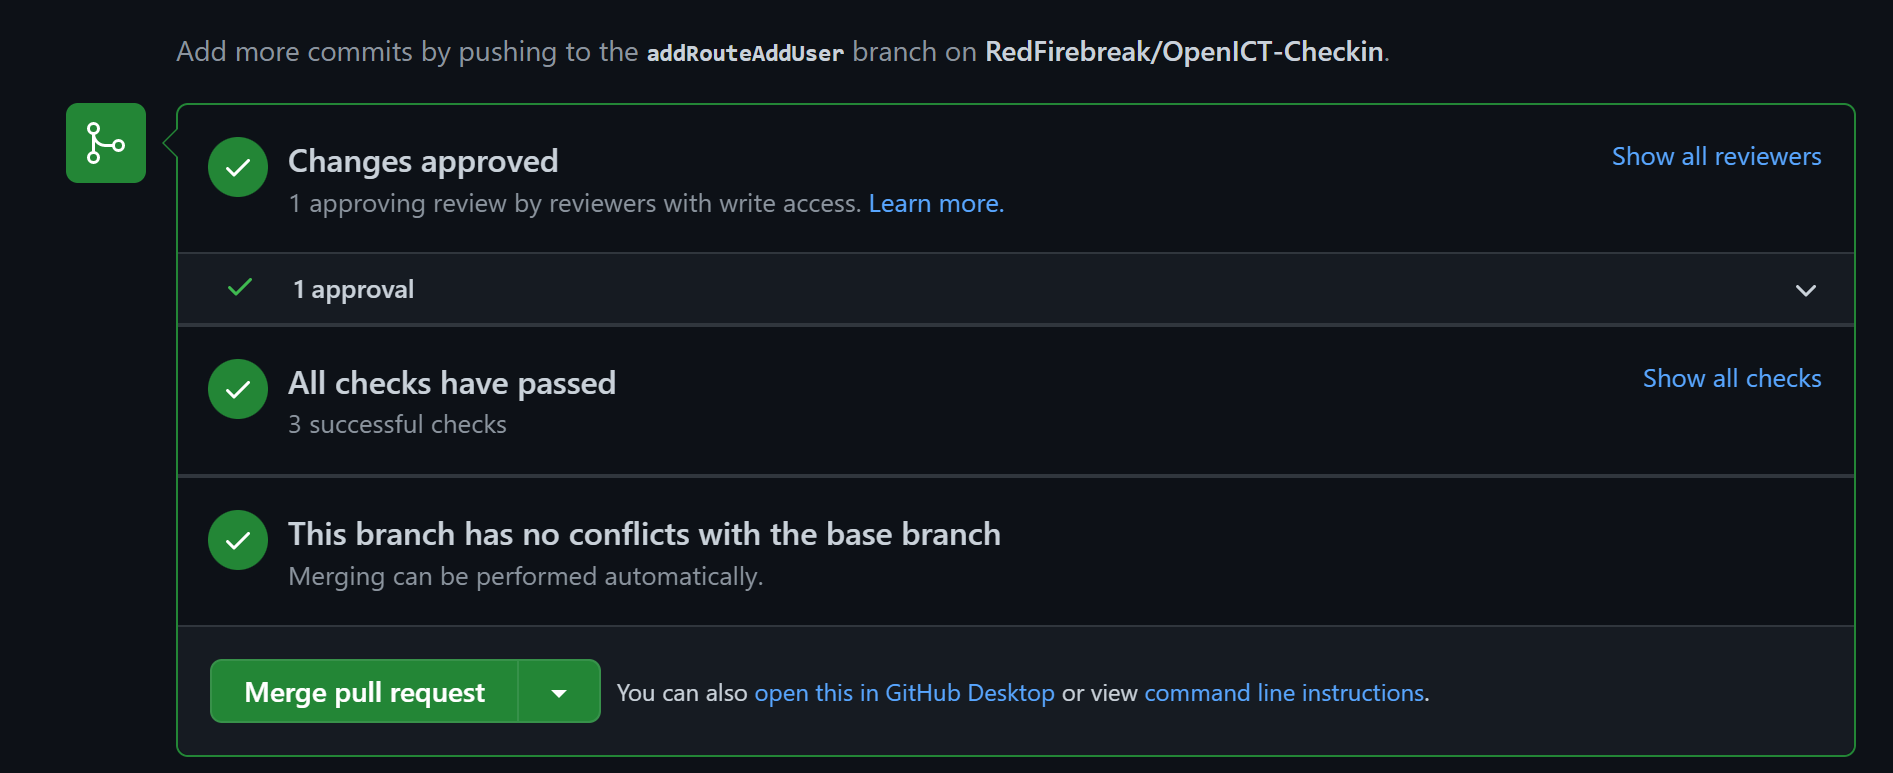 Add more commits by pushing to the addRouteAddUser branch on RedFirebreak/OpenICT-Checkin.
Changes approved
Show all reviewers
1 approving review by reviewers with write access. Learn more.
1 approval
All checks have passed
Show all checks
3 successful checks
This branch has no conflicts with the base branch
Merging can be performed automatically.
Merge pull request
You can also open this in GitHub Desktop or view command line instructions.